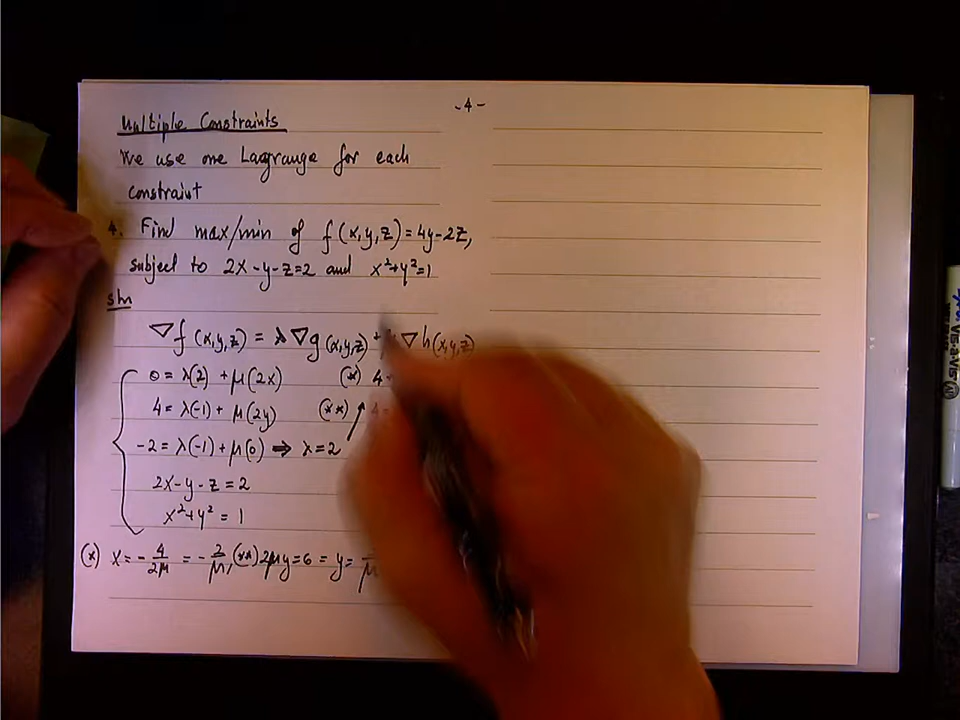 - 4 -
Multiple Constraints
We use one Lagrange for each
constraint
4. Find max/min of f(x,y,z) = 4y-2z,
subject to 2x-y-z=2 and x²+y²=1
sln
∇f(x,y,z) = λ∇g(x,y,z) + ∇h(x,y,z)
0 = λ(2) + μ(2x) (*) 4
4 = λ(-1) + μ(2y) (**) 4=
-2 = λ(-1) + μ(0) ⇒ λ=2
2x-y-z = 2
x²+y² = 1
(*) x = -4/2μ = -2/μ, (**) 2μy=6 = y=